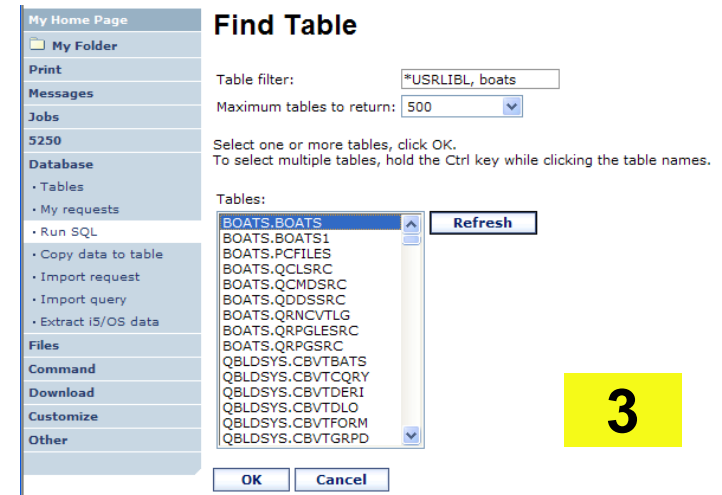 My Home Page
My Folder
Print
Messages
Jobs
5250
Database
• Tables
• My requests
• Run SQL
• Copy data to table
• Import request
• Import query
• Extract i5/OS data
Files
Command
Download
Customize
Other
Find Table
Table filter: *USRLIBL, boats
Maximum tables to return: 500
Select one or more tables, click OK.
To select multiple tables, hold the Ctrl key while clicking the table names.
Tables:
BOATS.BOATS
BOATS.BOATS1
BOATS.PCFILES
BOATS.QCLSRC
BOATS.QCMDSRC
BOATS.QDDSSRC
BOATS.QRNCVTLG
BOATS.QRPGLESRC
BOATS.QRPGSRC
QBLDSYS.CBVTBATS
QBLDSYS.CBVTCQRY
QBLDSYS.CBVTDERI
QBLDSYS.CBVTDLO
QBLDSYS.CBVTFORM
QBLDSYS.CBVTGRPD
Refresh
3
OK Cancel